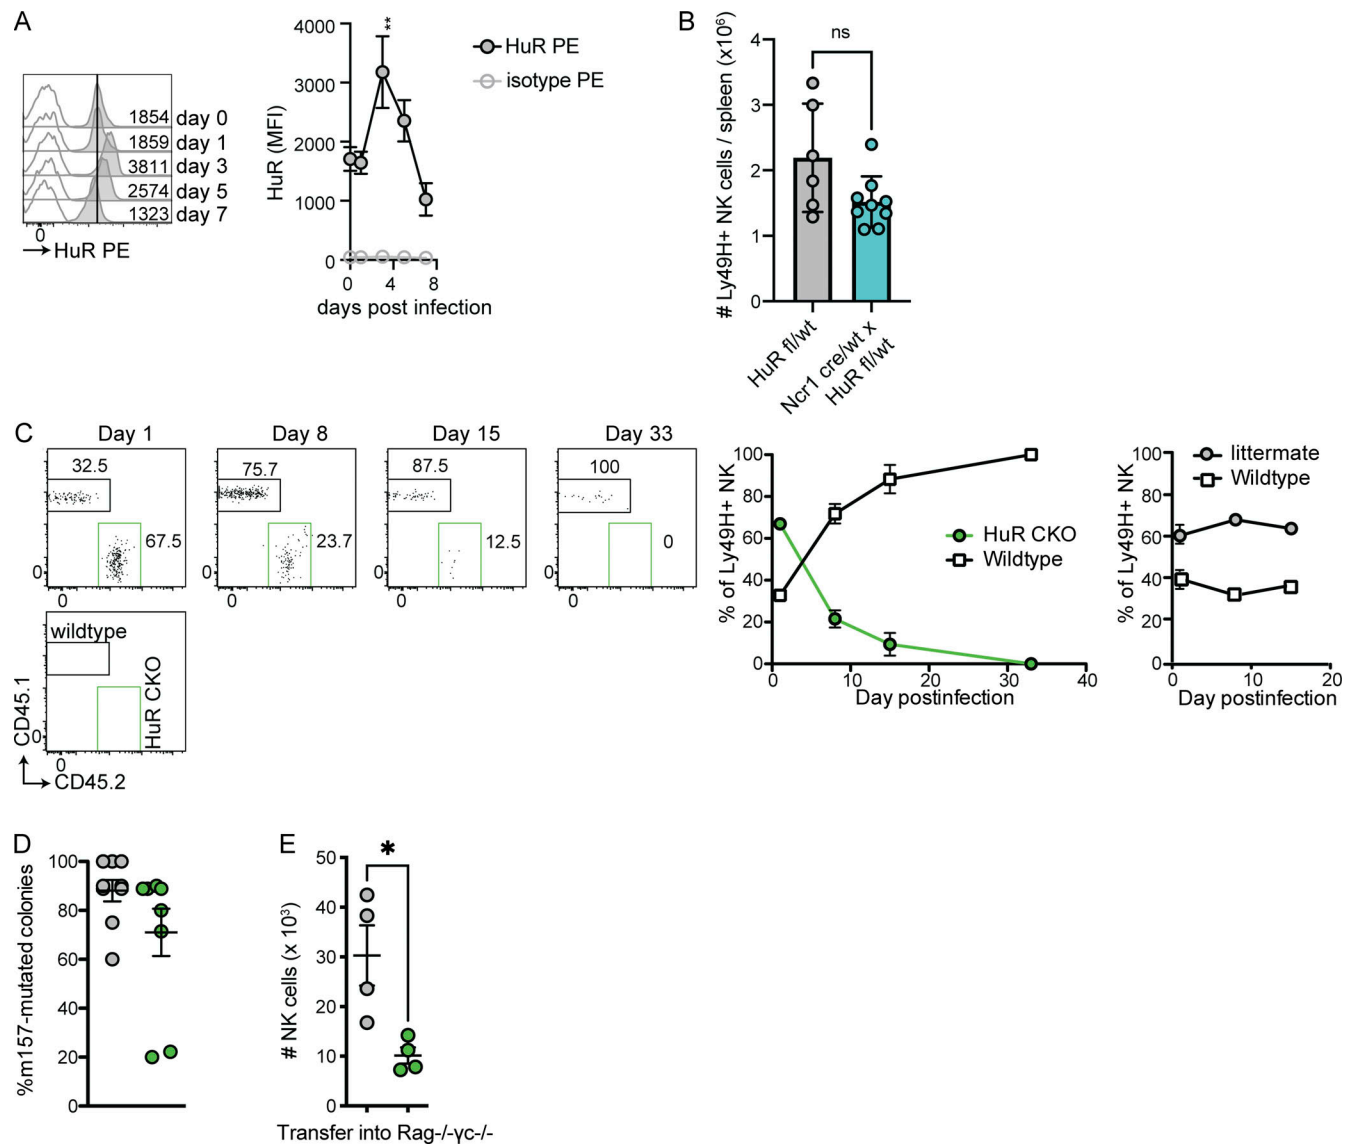 A
1854 day 0
1859 day 1
3811 day 3
2574 day 5
1323 day 7
0
HuR PE
HuR (MFI)
4000
3000
2000
1000
0
**
0 4 8
days post infection
HuR PE
isotype PE
B
# Ly49H+ NK cells / spleen (x10⁶)
4
3
2
1
0
ns
HuR fl/wt
Ncr1 cre/wt x
HuR fl/wt
C
Day 1
32.5
67.5
0
0
Day 8
75.7
23.7
0
0
Day 15
87.5
12.5
0
0
Day 33
100
0
0
0
wildtype
HuR CKO
CD45.1
0
0
CD45.2
% of Ly49H+ NK
100
80
60
40
20
0
0 10 20 30 40
Day postinfection
HuR CKO
Wildtype
% of Ly49H+ NK
100
80
60
40
20
0
0 10 20
Day postinfection
littermate
Wildtype
D
%m157-mutated colonies
100
80
60
40
20
0
E
# NK cells (x 10³)
50
40
30
20
10
0
*
Transfer into Rag-/-γc-/-